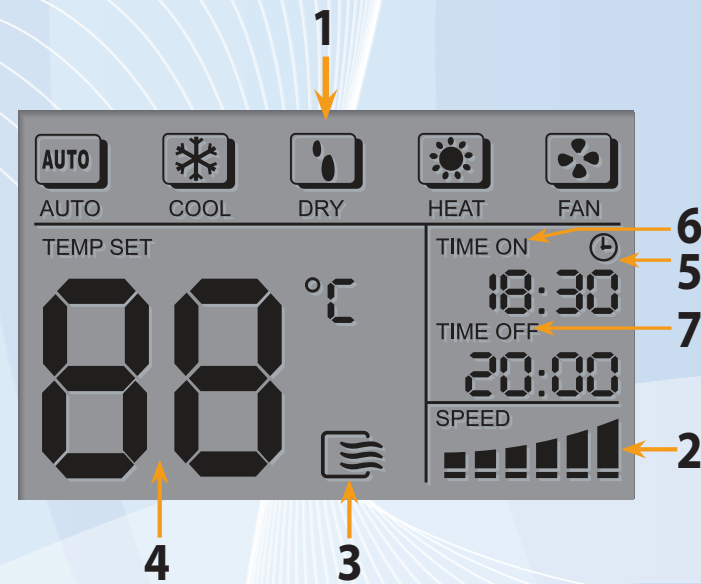 1
AUTO
AUTO COOL DRY HEAT FAN
TEMP SET
88 °C
TIME ON
18:30
TIME OFF
20:00
SPEED
6
5
7
2
4 3